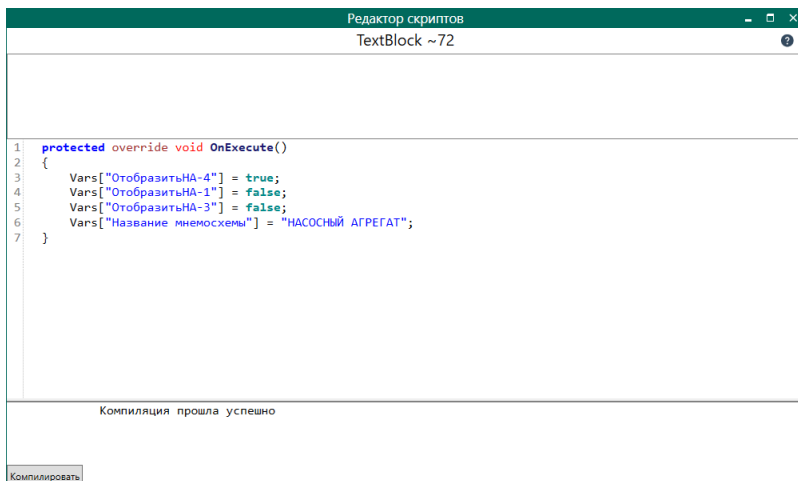 Редактор скриптов
TextBlock ~72
?
1 protected override void OnExecute()
2 {
3 Vars["ОтобразитьНА-4"] = true;
4 Vars["ОтобразитьНА-1"] = false;
5 Vars["ОтобразитьНА-3"] = false;
6 Vars["Название мнемосхемы"] = "НАСОСНЫЙ АГРЕГАТ";
7 }
Компиляция прошла успешно
Компилировать